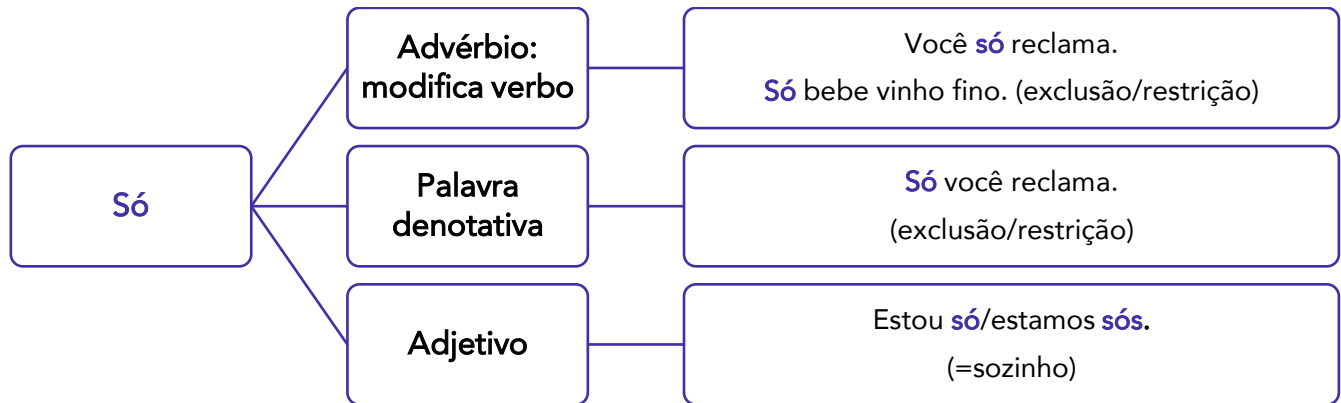 Só
Advérbio:
modifica verbo
Você só reclama.
Só bebe vinho fino. (exclusão/restrição)
Palavra
denotativa
Só você reclama.
(exclusão/restrição)
Adjetivo
Estou só/estamos sós.
(=sozinho)